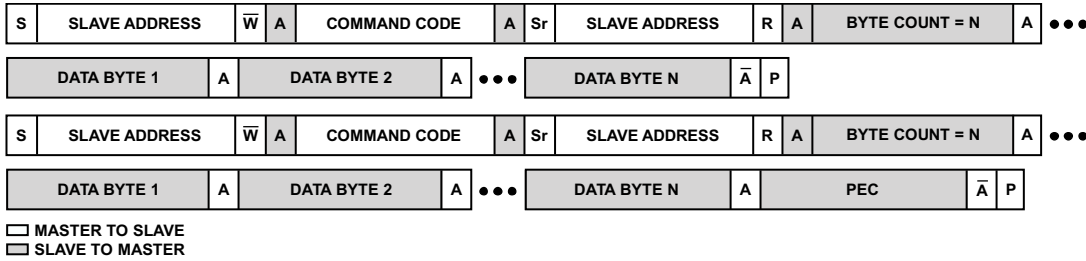 S SLAVE ADDRESS W̅ A COMMAND CODE A Sr SLAVE ADDRESS R A BYTE COUNT = N A •••
DATA BYTE 1 A DATA BYTE 2 A ••• DATA BYTE N A̅ P
S SLAVE ADDRESS W̅ A COMMAND CODE A Sr SLAVE ADDRESS R A BYTE COUNT = N A •••
DATA BYTE 1 A DATA BYTE 2 A ••• DATA BYTE N A PEC A̅ P
MASTER TO SLAVE
SLAVE TO MASTER